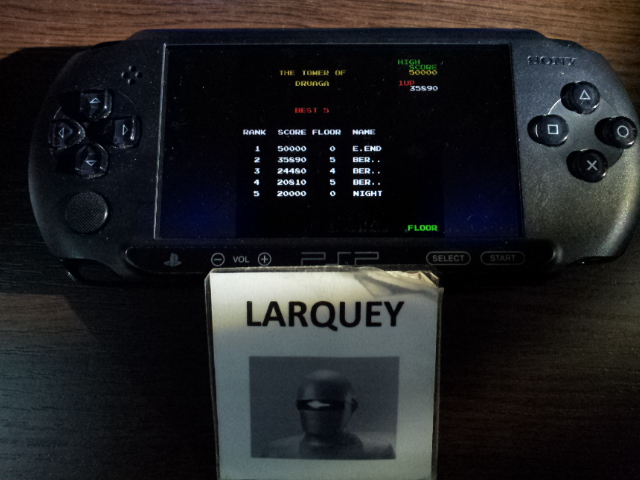 HIGH SCORE
50000
THE TOWER OF
DRUAGA
1UP
35890
BEST 5
RANK SCORE FLOOR NAME
1 50000 0 E.END
2 35890 5 BER..
3 24480 4 BER..
4 20810 5 BER..
5 20000 0 NIGHT
FLOOR
SONY
VOL
PSP
SELECT
START
LARQUEY